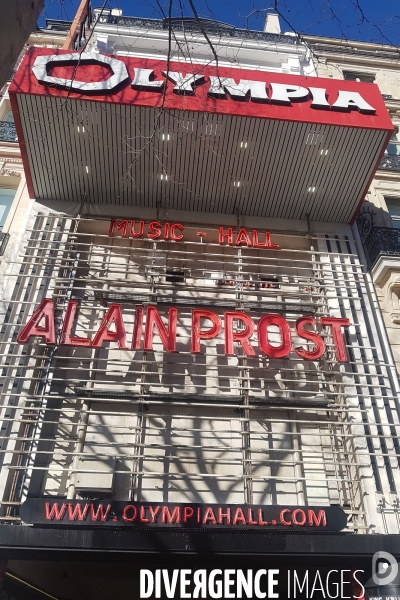 OLYMPIA
MUSIC - HALL
ALAIN PROST
WWW.OLYMPIAHALL.COM
DIVERGENCE IMAGES